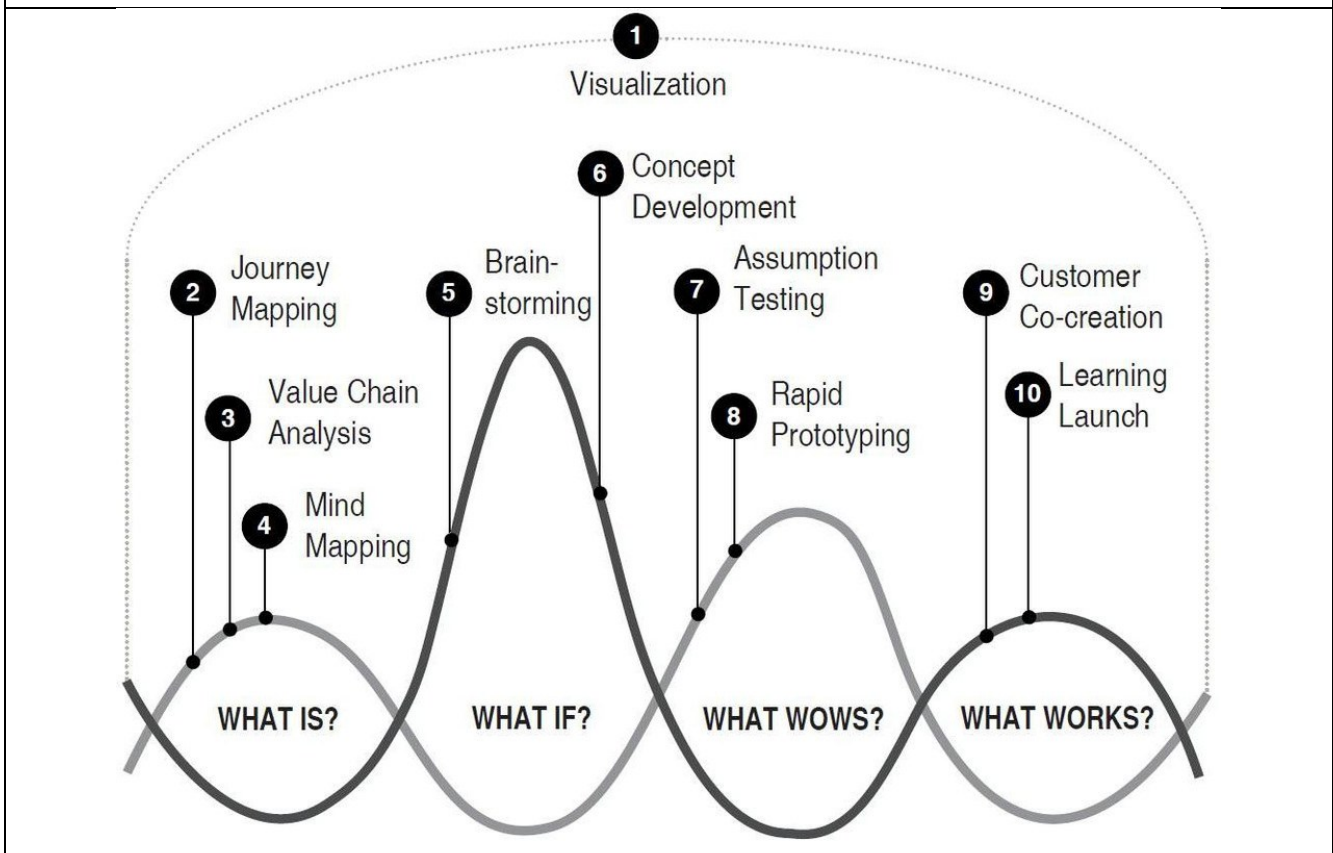 1
Visualization
2
Journey
Mapping
3
Value Chain
Analysis
4
Mind
Mapping
5
Brain-
storming
6
Concept
Development
7
Assumption
Testing
8
Rapid
Prototyping
9
Customer
Co-creation
10
Learning
Launch
WHAT IS?
WHAT IF?
WHAT WOWS?
WHAT WORKS?